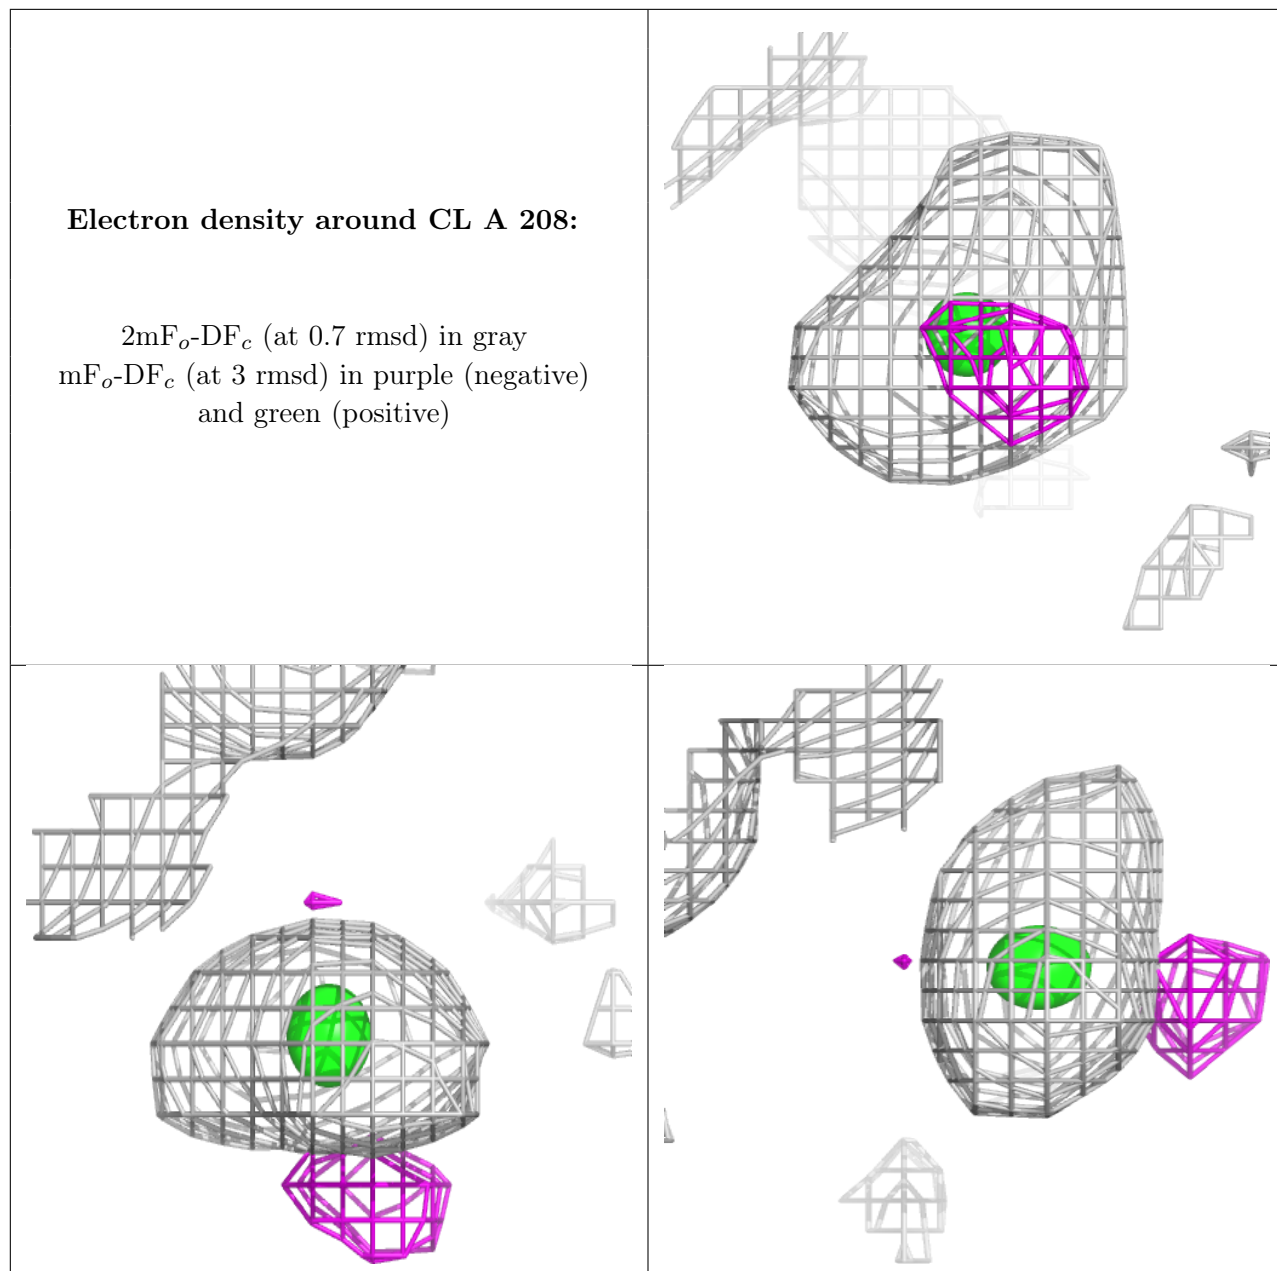 Electron density around CL A 208:
2mFo-DFc (at 0.7 rmsd) in gray
mFo-DFc (at 3 rmsd) in purple (negative)
and green (positive)